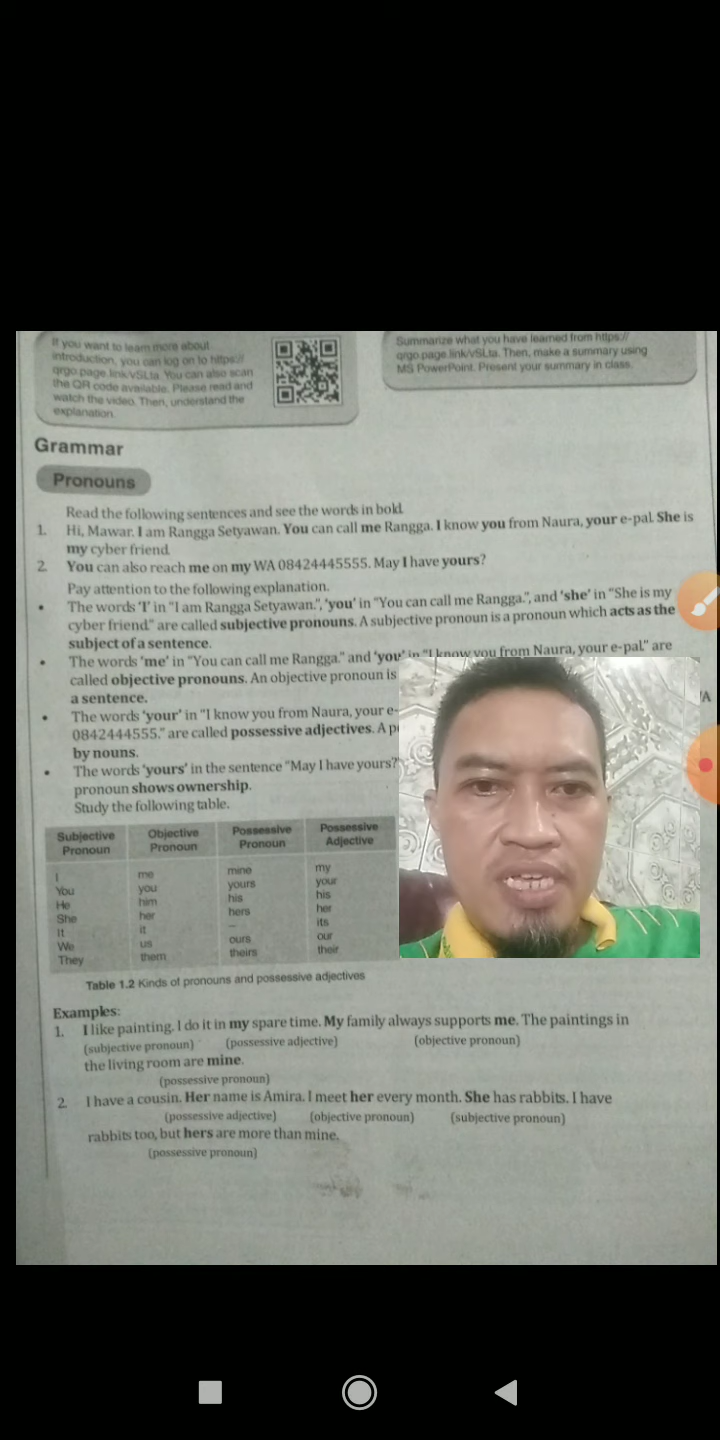 If you want to learn more about
introduction, you can log on to https://
qrgo.page.link/vSLta. You can also scan
the QR code available. Please read and
watch the video. Then, understand the
explanation.
Summarize what you have learned from https://
qrgo.page.link/vSLta. Then, make a summary using
MS PowerPoint. Present your summary in class.
Grammar
Pronouns
Read the following sentences and see the words in bold.
1. Hi, Mawar. I am Rangga Setyawan. You can call me Rangga. I know you from Naura, your e-pal. She is
my cyber friend.
2. You can also reach me on my WA 08424445555. May I have yours?
Pay attention to the following explanation.
• The words 'I' in "I am Rangga Setyawan.", 'you' in "You can call me Rangga.", and 'she' in "She is my
cyber friend." are called subjective pronouns. A subjective pronoun is a pronoun which acts as the
subject of a sentence.
• The words 'me' in "You can call me Rangga." and 'you' in "I know you from Naura, your e-pal." are
called objective pronouns. An objective pronoun is
a sentence.
• The words 'your' in "I know you from Naura, your e-
0842444555." are called possessive adjectives. A
by nouns.
• The words 'yours' in the sentence "May I have yours?"
pronoun shows ownership.
Study the following table.
Subjective Pronoun Objective Pronoun Possessive Pronoun Possessive Adjective
I me mine my
You you yours your
He him his his
She her hers her
It it – its
We us ours our
They them theirs their
Table 1.2 Kinds of pronouns and possessive adjectives
Examples:
1. I like painting. I do it in my spare time. My family always supports me. The paintings in
(subjective pronoun) (possessive adjective) (objective pronoun)
the living room are mine.
(possessive pronoun)
2. I have a cousin. Her name is Amira. I meet her every month. She has rabbits. I have
(possessive adjective) (objective pronoun) (subjective pronoun)
rabbits too, but hers are more than mine.
(possessive pronoun)